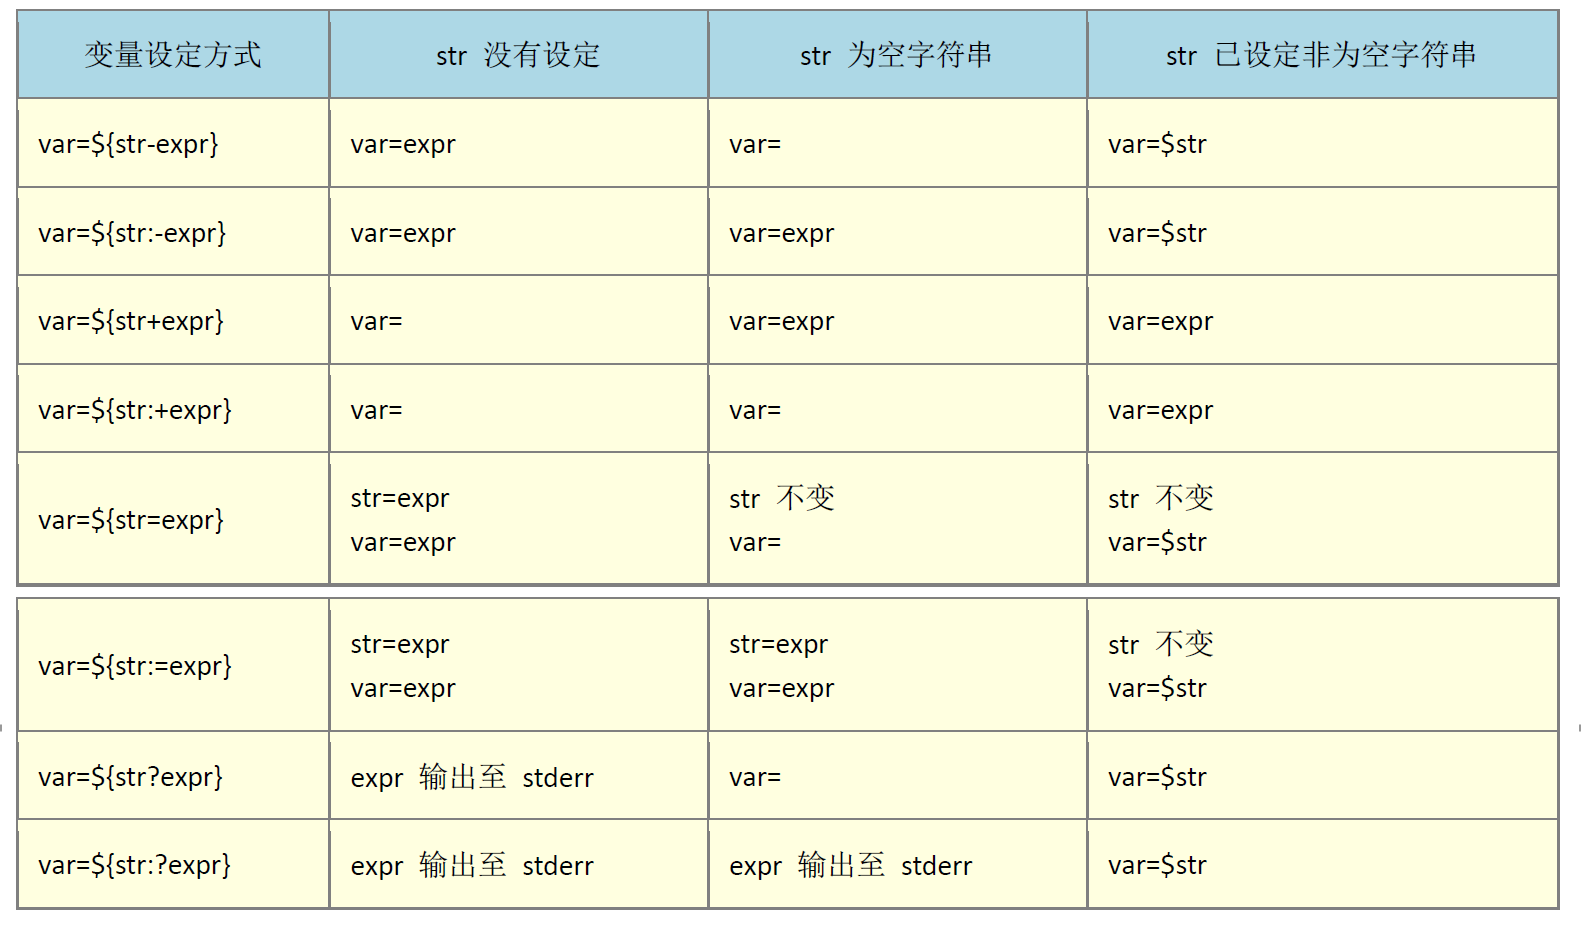 变量设定方式 str 没有设定 str 为空字符串 str 已设定非为空字符串
var=${str-expr} var=expr var= var=$str
var=${str:-expr} var=expr var=expr var=$str
var=${str+expr} var= var=expr var=expr
var=${str:+expr} var= var= var=expr
var=${str=expr}
str=expr str 不变 str 不变
var=expr var= var=$str
var=${str:=expr}
str=expr str=expr str 不变
var=expr var=expr var=$str
var=${str?expr} expr 输出至 stderr var= var=$str
var=${str:?expr} expr 输出至 stderr expr 输出至 stderr var=$str